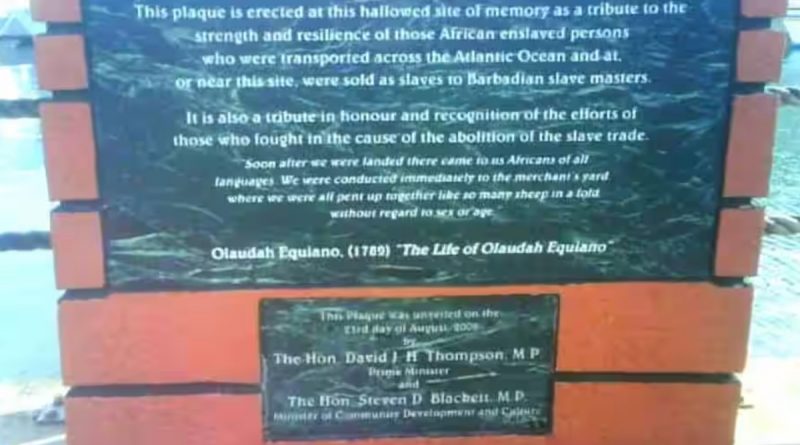 This plaque is erected at this hallowed site of memory as a tribute to the
strength and resilience of those African enslaved persons
who were transported across the Atlantic Ocean and at,
or near this site, were sold as slaves to Barbadian slave masters.
It is also a tribute in honour and recognition of the efforts of
those who fought in the cause of the abolition of the slave trade.
"Soon after we were landed there came to us Africans of all
languages. We were conducted immediately to the merchant's yard
where we were all pent up together like so many sheep in a fold
without regard to sex or age.
Olaudah Equiano, (1789) "The Life of Olaudah Equiano"
This Plaque was unveiled on the
23rd day of August,
by
The Hon. David J. H. Thompson, M.P.
Prime Minister
and
The Hon. Steven D. Blackett, M.P.
Minister of Community Development and Culture